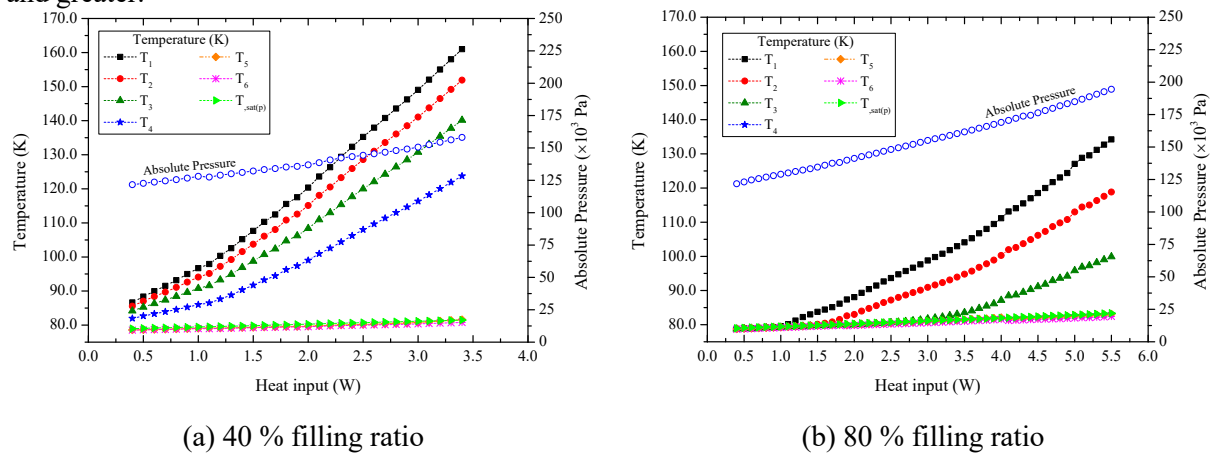 and greater.
170.0
160.0
150.0
140.0
130.0
120.0
110.0
100.0
90.0
80.0
Temperature (K)
Temperature (K)
T1
T2
T3
T4
T5
T6
T,sat(p)
Absolute Pressure
250
225
200
175
150
125
100
75
50
25
0
Absolute Pressure (×10³ Pa)
0.0 0.5 1.0 1.5 2.0 2.5 3.0 3.5 4.0
Heat input (W)
(a) 40 % filling ratio
170.0
160.0
150.0
140.0
130.0
120.0
110.0
100.0
90.0
80.0
Temperature (K)
Temperature (K)
T1
T2
T3
T4
T5
T6
T,sat(p)
Absolute Pressure
250
225
200
175
150
125
100
75
50
25
0
Absolute Pressure (×10³ Pa)
0.0 0.5 1.0 1.5 2.0 2.5 3.0 3.5 4.0 4.5 5.0 5.5 6.0
Heat input (W)
(b) 80 % filling ratio